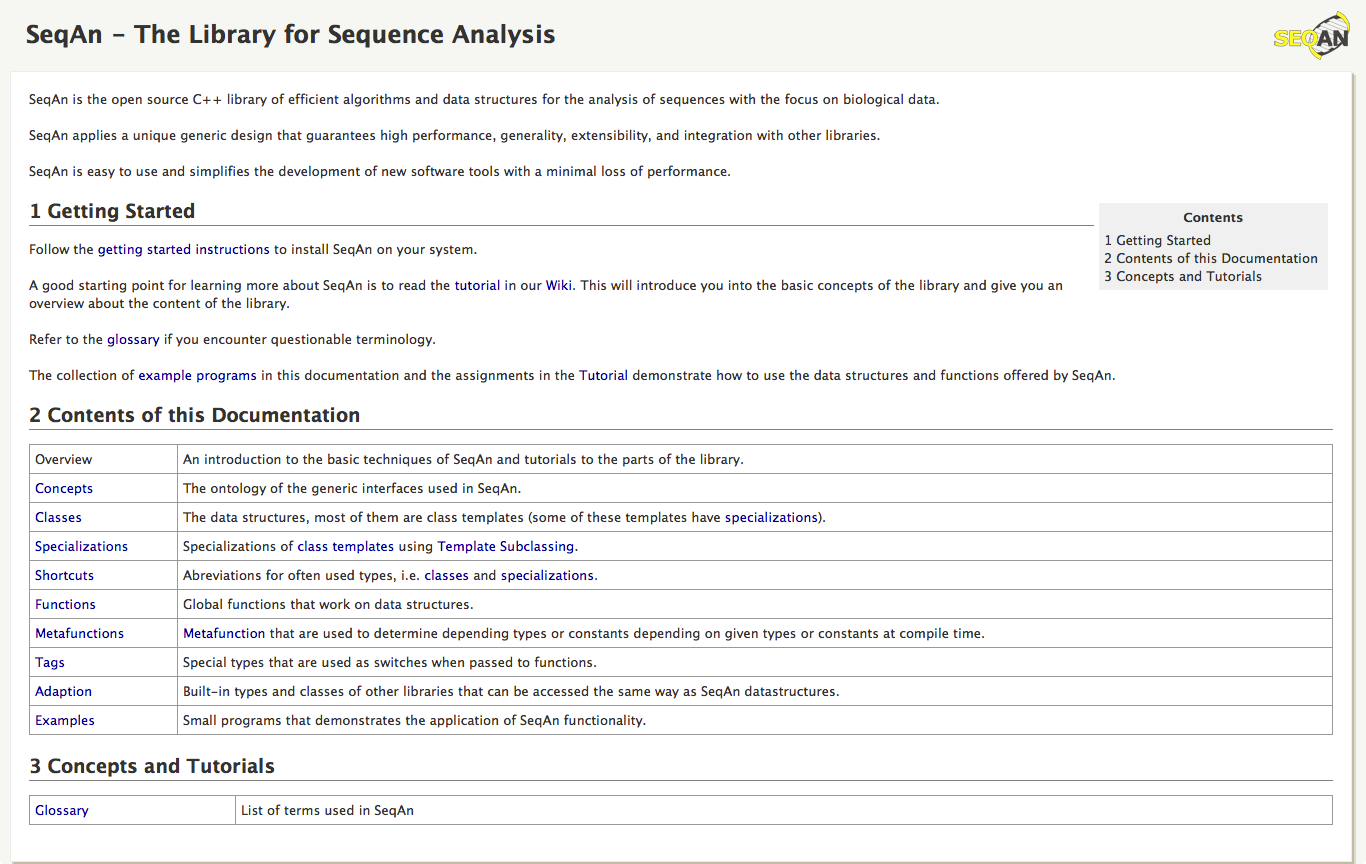 SeqAn – The Library for Sequence Analysis
SEQAN
SeqAn is the open source C++ library of efficient algorithms and data structures for the analysis of sequences with the focus on biological data.
SeqAn applies a unique generic design that guarantees high performance, generality, extensibility, and integration with other libraries.
SeqAn is easy to use and simplifies the development of new software tools with a minimal loss of performance.
1 Getting Started
Contents
1 Getting Started
2 Contents of this Documentation
3 Concepts and Tutorials
Follow the getting started instructions to install SeqAn on your system.
A good starting point for learning more about SeqAn is to read the tutorial in our Wiki. This will introduce you into the basic concepts of the library and give you an
overview about the content of the library.
Refer to the glossary if you encounter questionable terminology.
The collection of example programs in this documentation and the assignments in the Tutorial demonstrate how to use the data structures and functions offered by SeqAn.
2 Contents of this Documentation
Overview An introduction to the basic techniques of SeqAn and tutorials to the parts of the library.
Concepts The ontology of the generic interfaces used in SeqAn.
Classes The data structures, most of them are class templates (some of these templates have specializations).
Specializations Specializations of class templates using Template Subclassing.
Shortcuts Abreviations for often used types, i.e. classes and specializations.
Functions Global functions that work on data structures.
Metafunctions Metafunction that are used to determine depending types or constants depending on given types or constants at compile time.
Tags Special types that are used as switches when passed to functions.
Adaption Built-in types and classes of other libraries that can be accessed the same way as SeqAn datastructures.
Examples Small programs that demonstrates the application of SeqAn functionality.
3 Concepts and Tutorials
Glossary List of terms used in SeqAn